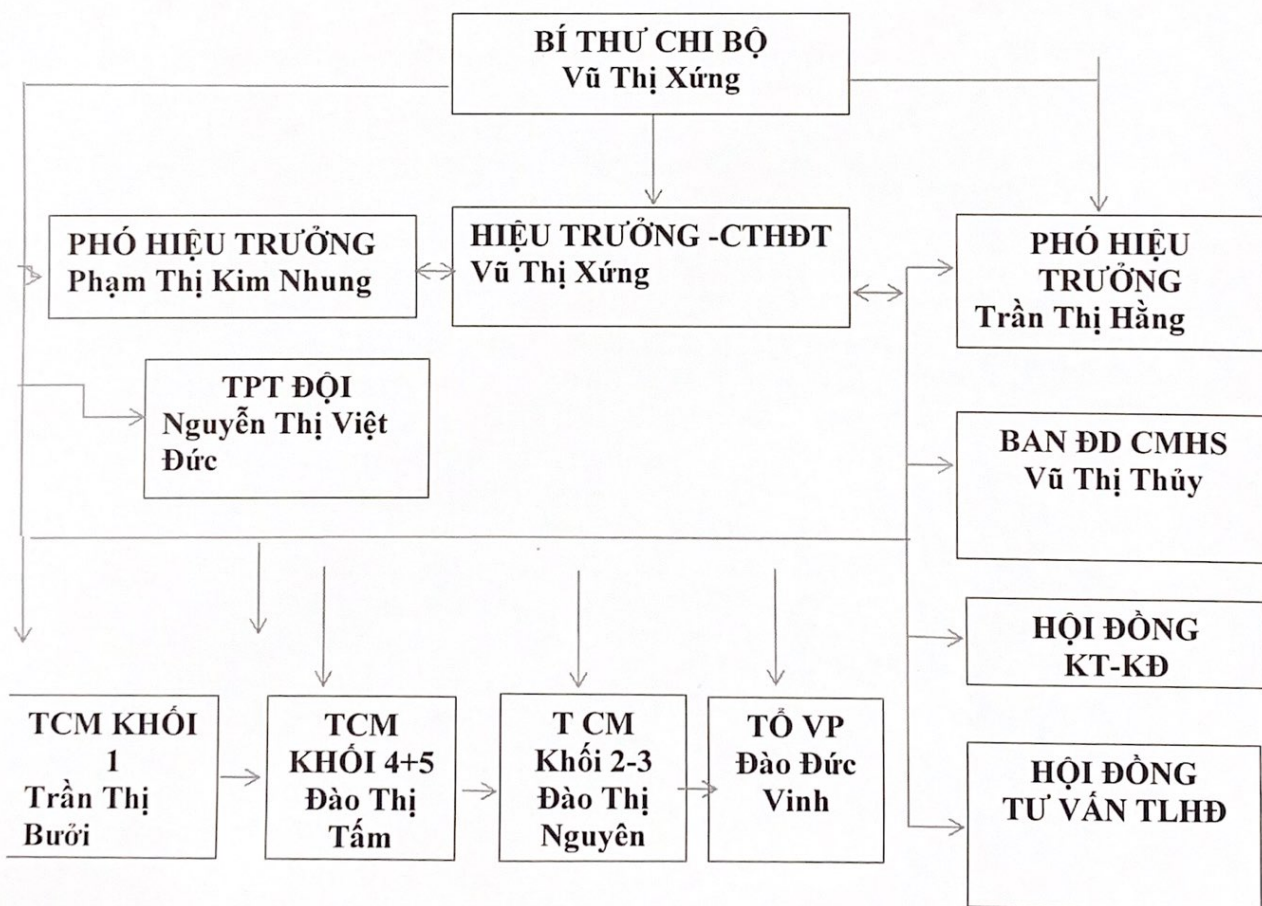 BÍ THƯ CHI BỘ
Vũ Thị Xứng
PHÓ HIỆU TRƯỞNG
Phạm Thị Kim Nhung
HIỆU TRƯỞNG -CTHĐT
Vũ Thị Xứng
PHÓ HIỆU
TRƯỞNG
Trần Thị Hằng
TPT ĐỘI
Nguyễn Thị Việt
Đức
BAN ĐD CMHS
Vũ Thị Thủy
HỘI ĐỒNG
KT-KĐ
TCM KHỐI
1
Trần Thị
Bưởi
TCM
KHỐI 4+5
Đào Thị
Tấm
T CM
Khối 2-3
Đào Thị
Nguyên
TỔ VP
Đào Đức
Vinh
HỘI ĐỒNG
TƯ VẤN TLHĐ